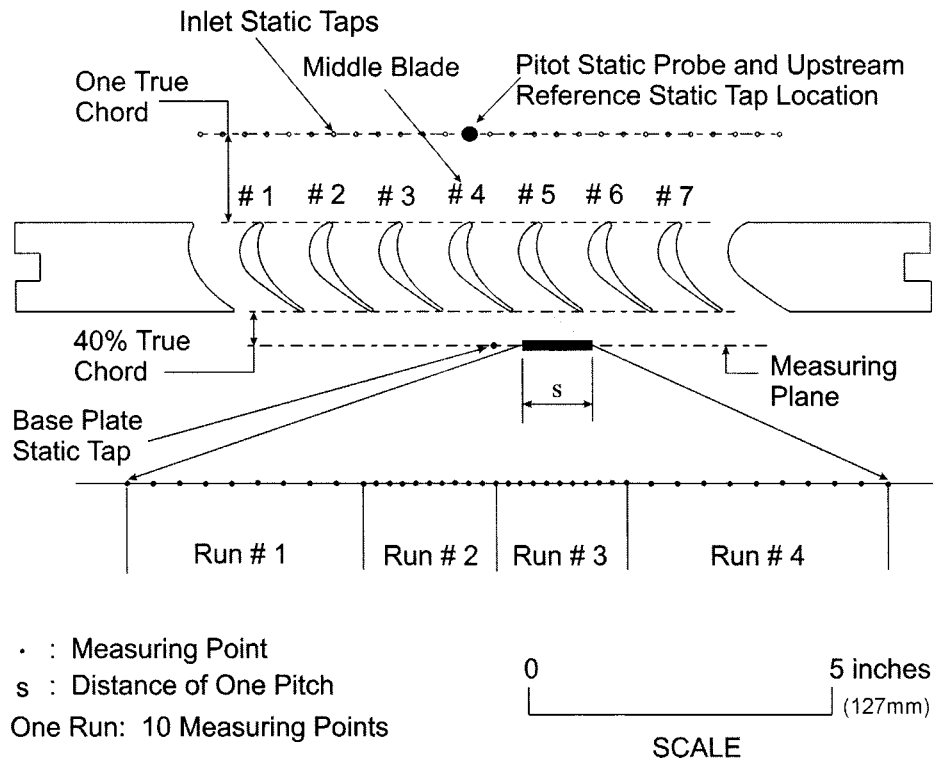 Inlet Static Taps
One True
Chord
Middle Blade
Pitot Static Probe and Upstream
Reference Static Tap Location
# 1 # 2 # 3 # 4 # 5 # 6 # 7
40% True
Chord
s
Measuring
Plane
Base Plate
Static Tap
Run # 1 Run # 2 Run # 3 Run # 4
· : Measuring Point
s : Distance of One Pitch
One Run: 10 Measuring Points
0 5 inches
(127mm)
SCALE